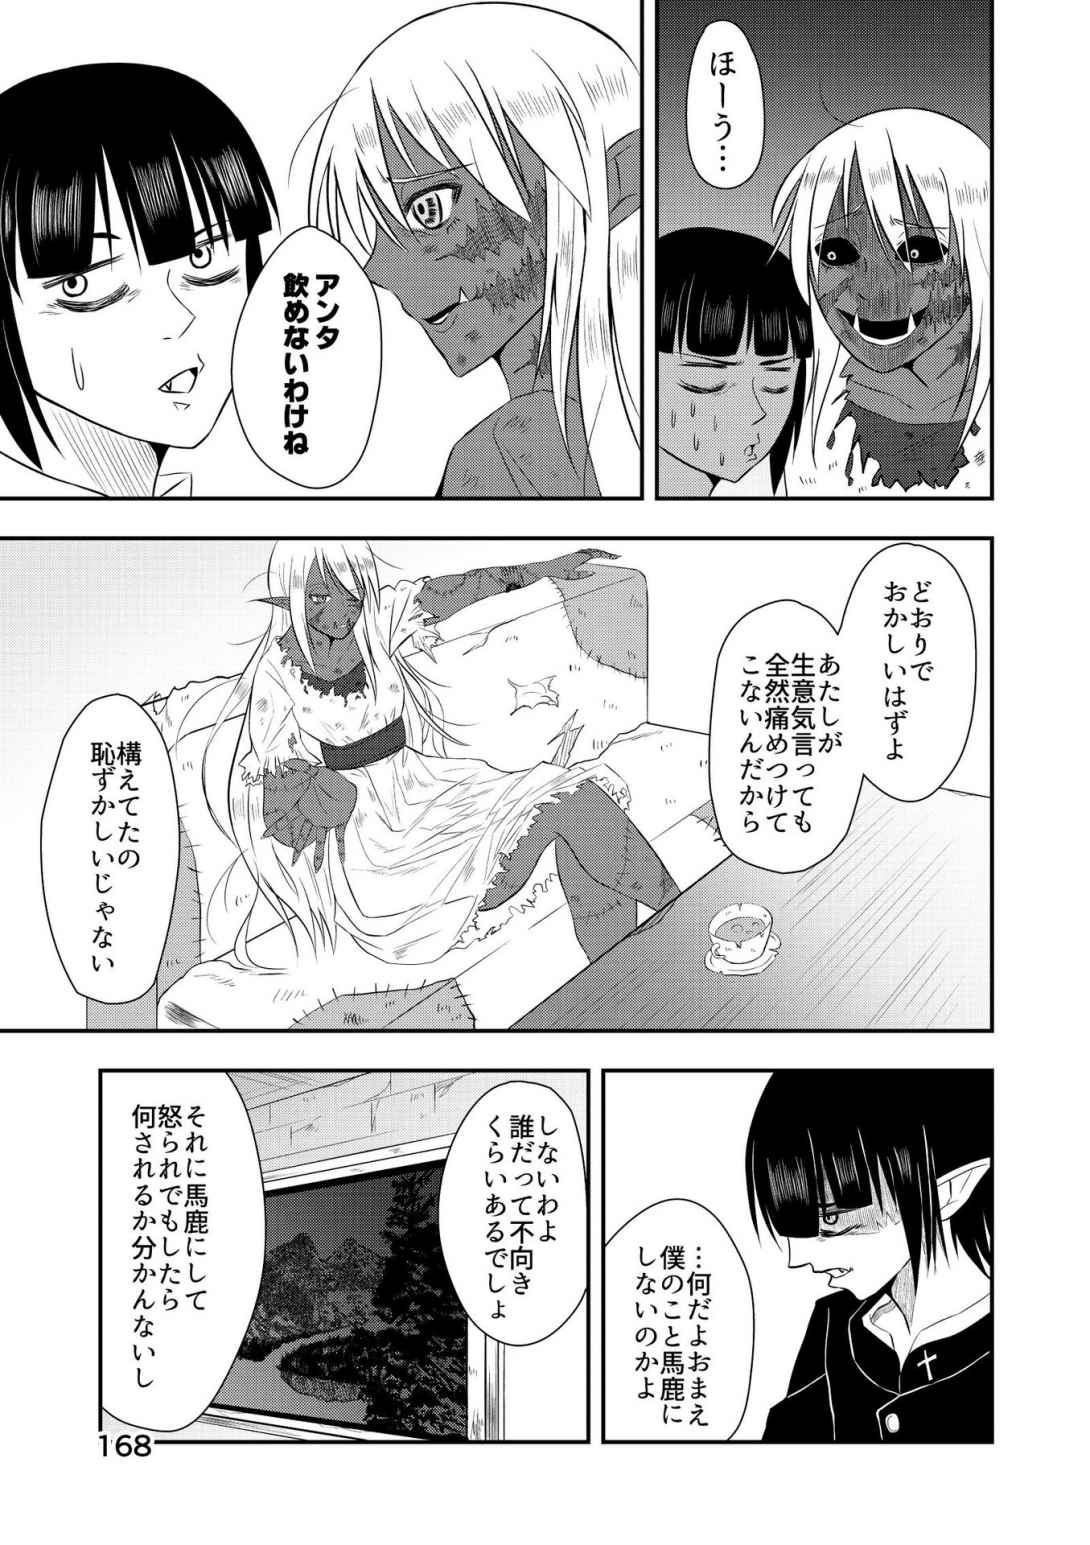 ほーう…
アンタ
飲めないわけね
どおりで
おかしいはずよ
あたしが
生意気言っても
全然痛めつけて
こないんだから
構えてたの
恥ずかしいじゃない
…何だよおまえ
僕のこと馬鹿に
しないのかよ
しないわよ
誰だって不向き
くらいあるでしょ
それに馬鹿にして
怒られでもしたら
何されるか分かんないし
168